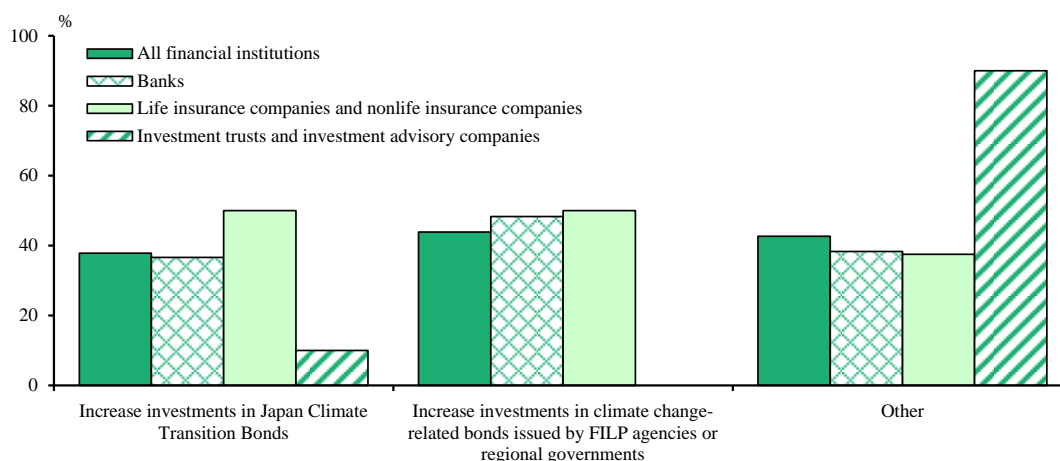 %
100
80
60
40
20
0
All financial institutions
Banks
Life insurance companies and nonlife insurance companies
Investment trusts and investment advisory companies
Increase investments in Japan Climate
Transition Bonds
Increase investments in climate change-
related bonds issued by FILP agencies or
regional governments
Other